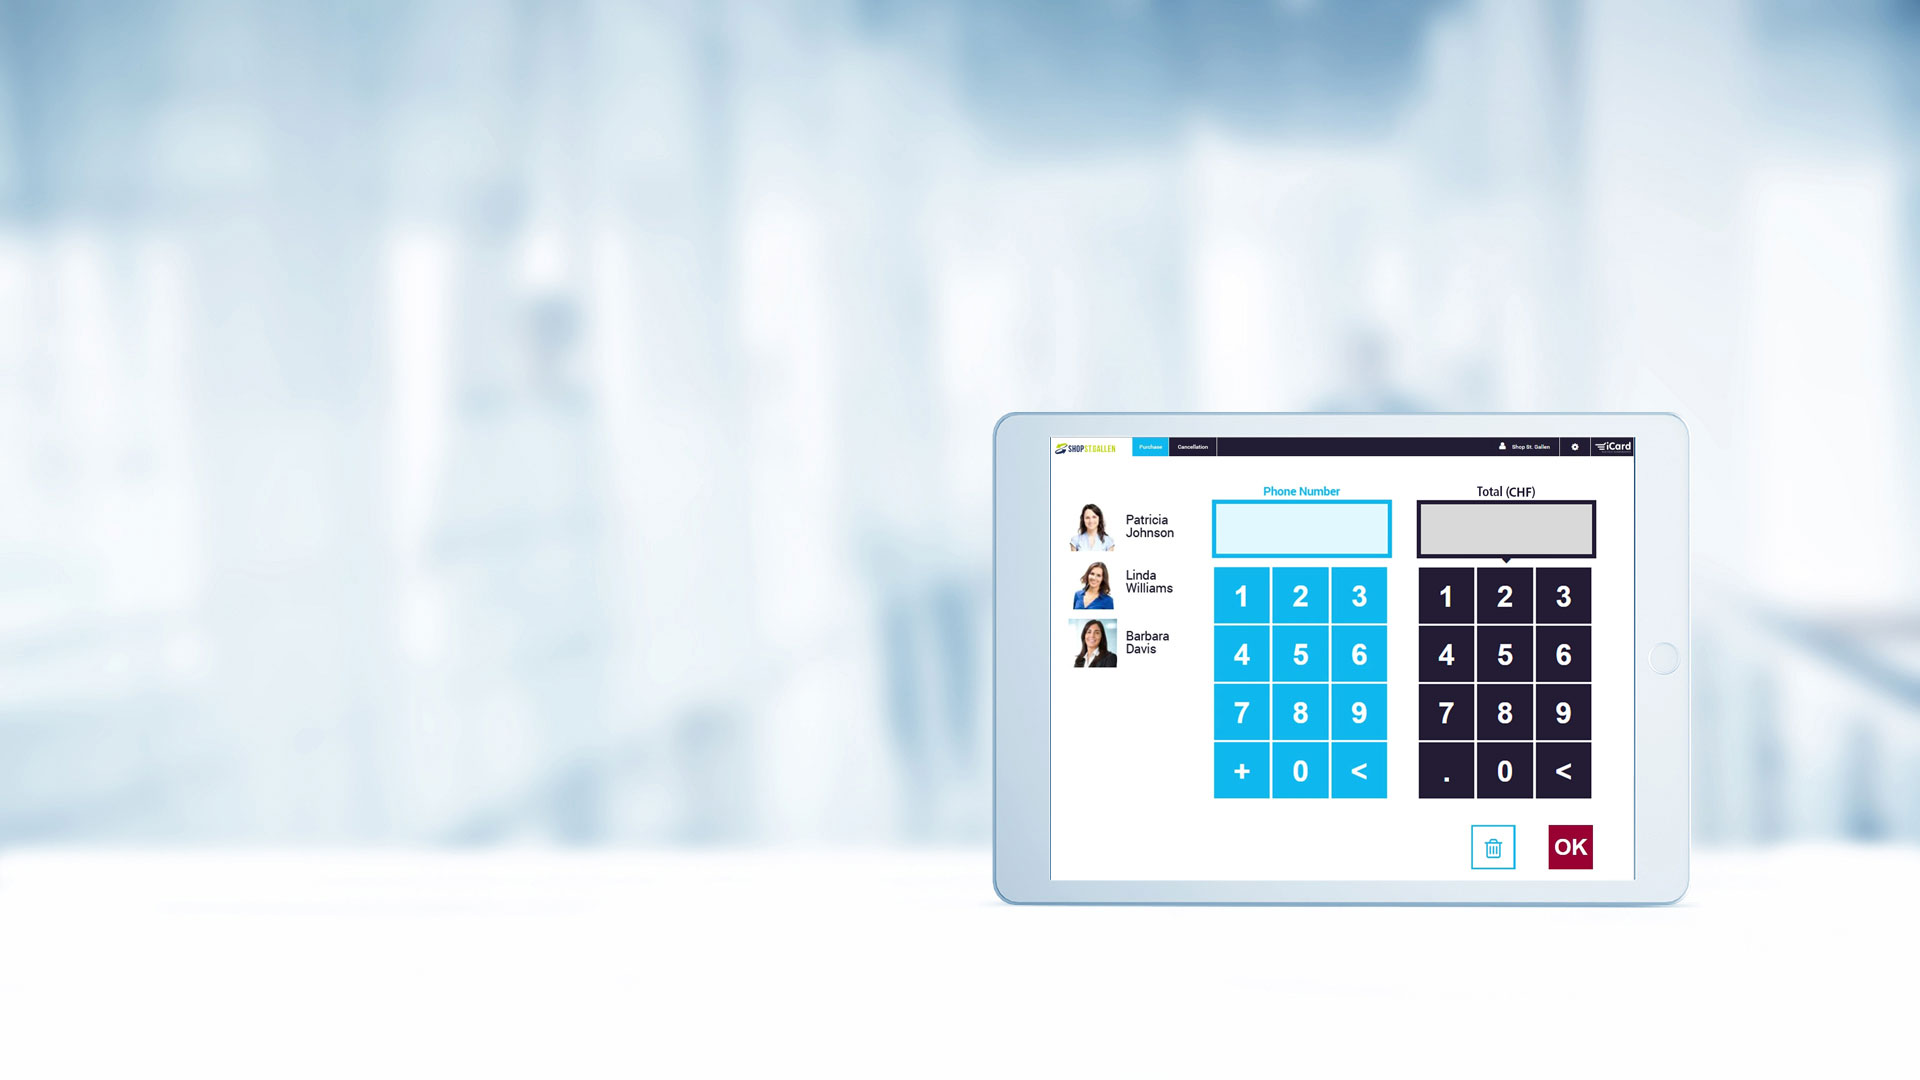 SHOPST.GALLEN
Purchase
Cancellation
Shop St. Gallen
iCard
Phone Number
Total (CHF)
Patricia
Johnson
Linda
Williams
Barbara
Davis
1 2 3
4 5 6
7 8 9
+ 0 <
1 2 3
4 5 6
7 8 9
. 0 <
OK